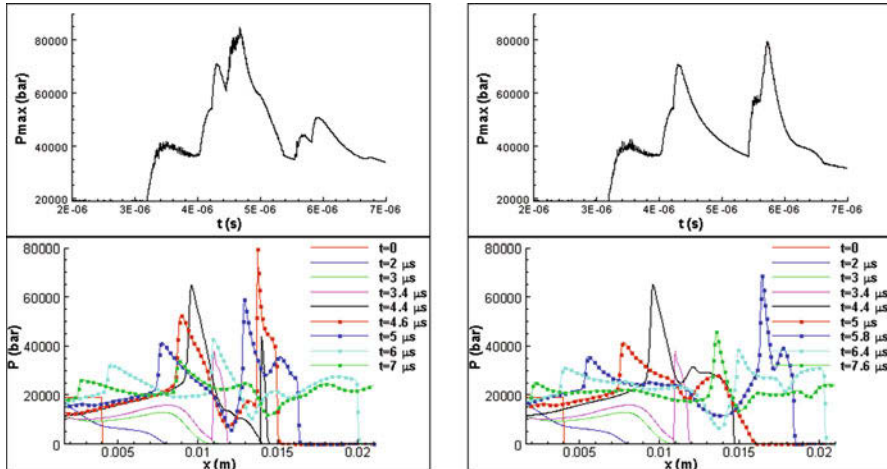 80000
60000
40000
20000
Pmax (bar)
2E-06 3E-06 4E-06 5E-06 6E-06 7E-06
t (s)
80000
60000
40000
20000
Pmax (bar)
2E-06 3E-06 4E-06 5E-06 6E-06 7E-06
t (s)
80000
60000
40000
20000
0
P (bar)
0.005 0.01 0.015 0.02
x (m)
t=0
t=2 μs
t=3 μs
t=3.4 μs
t=4.4 μs
t=4.6 μs
t=5 μs
t=6 μs
t=7 μs
80000
60000
40000
20000
0
P (bar)
0.005 0.01 0.015 0.02
x (m)
t=0
t=2 μs
t=3 μs
t=3.4 μs
t=4.4 μs
t=5 μs
t=5.8 μs
t=6.4 μs
t=7.6 μs